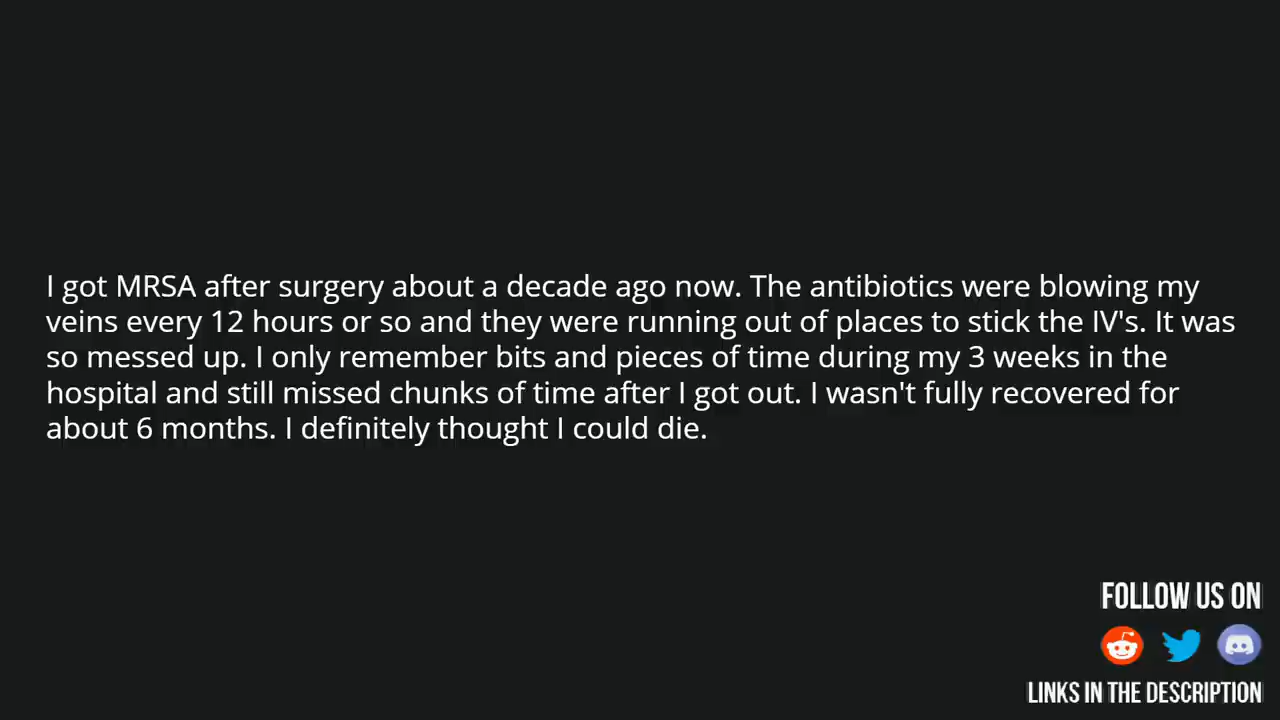 I got MRSA after surgery about a decade ago now. The antibiotics were blowing my
veins every 12 hours or so and they were running out of places to stick the IV's. It was
so messed up. I only remember bits and pieces of time during my 3 weeks in the
hospital and still missed chunks of time after I got out. I wasn't fully recovered for
about 6 months. I definitely thought I could die.
FOLLOW US ON
LINKS IN THE DESCRIPTION